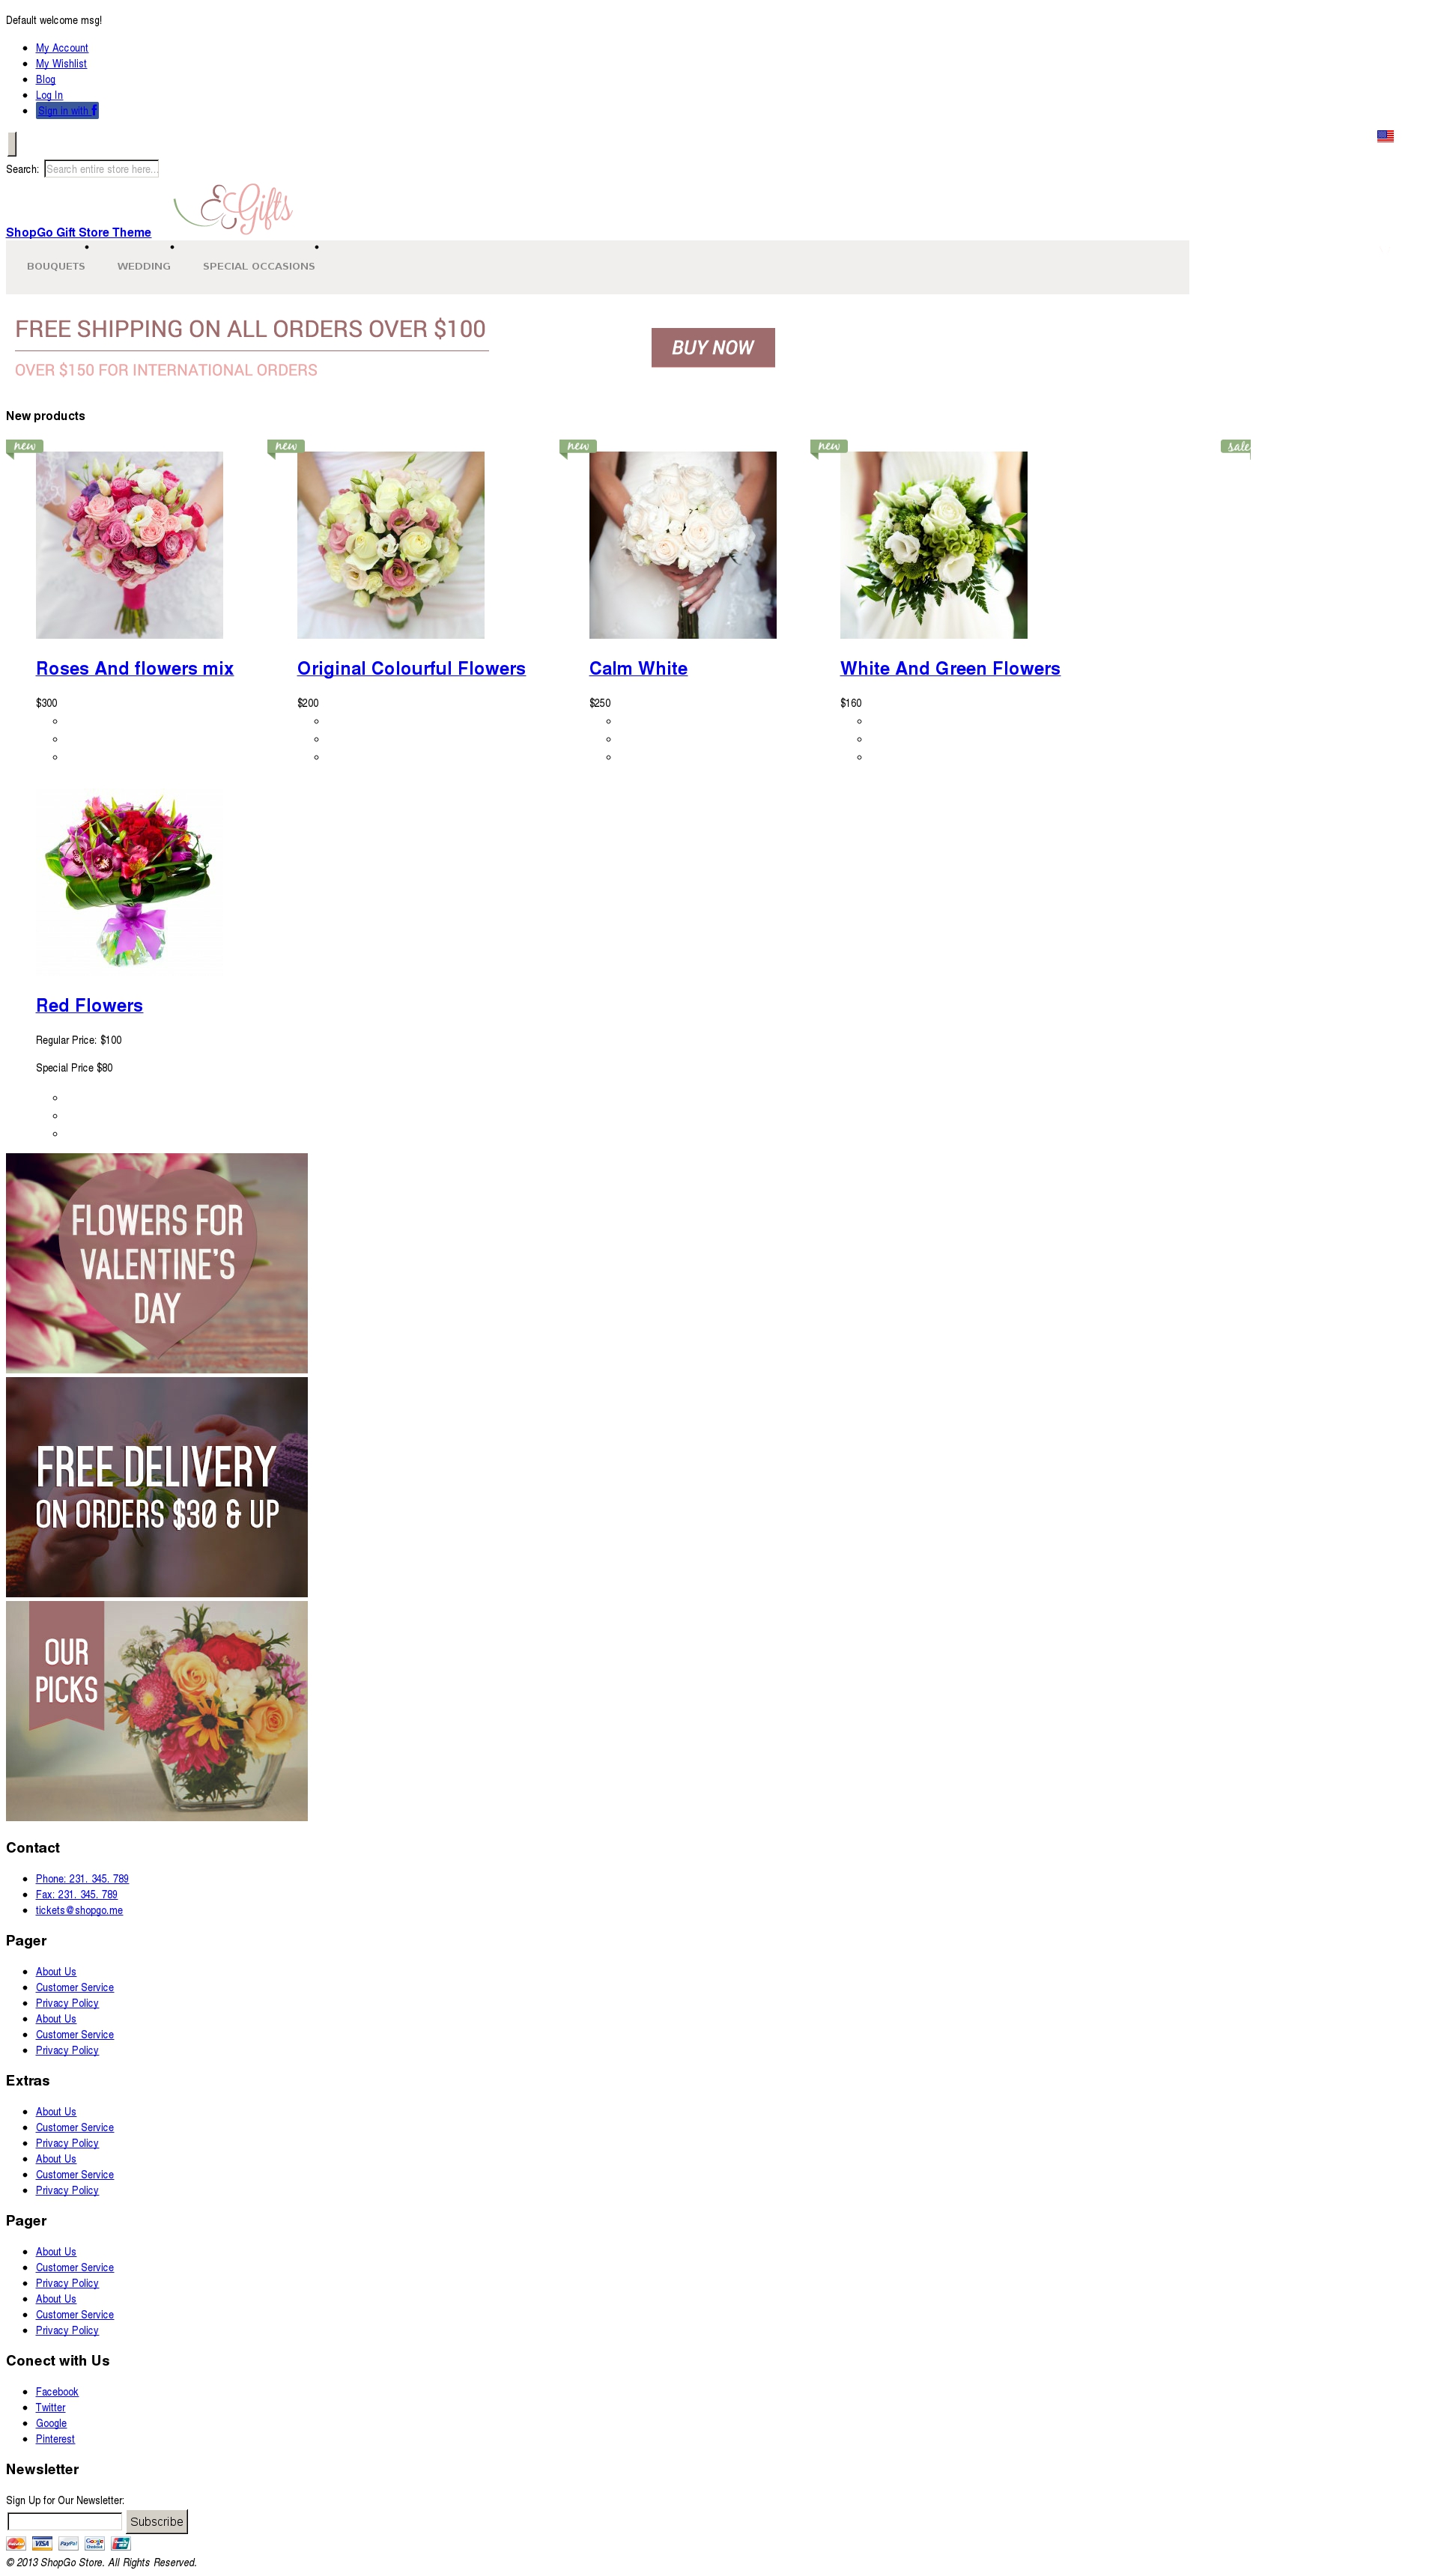 Default welcome msg!
My Account
My Wishlist
Blog
Log In
Sign in with f
Search: Search entire store here...
EGifts
ShopGo Gift Store Theme
BOUQUETS WEDDING SPECIAL OCCASIONS
FREE SHIPPING ON ALL ORDERS OVER $100
BUY NOW
OVER $150 FOR INTERNATIONAL ORDERS
New products
new new new new sale
Roses And flowers mix Original Colourful Flowers Calm White White And Green Flowers
$300 $200 $250 $160
Red Flowers
Regular Price: $100
Special Price $80
FLOWERS FOR
VALENTINE'S
DAY
FREE DELIVERY
ON ORDERS $30 & UP
OUR
PICKS
Contact
Phone: 231. 345. 789
Fax: 231. 345. 789
tickets@shopgo.me
Pager
About Us
Customer Service
Privacy Policy
About Us
Customer Service
Privacy Policy
Extras
About Us
Customer Service
Privacy Policy
About Us
Customer Service
Privacy Policy
Pager
About Us
Customer Service
Privacy Policy
About Us
Customer Service
Privacy Policy
Conect with Us
Facebook
Twitter
Google
Pinterest
Newsletter
Sign Up for Our Newsletter:
Subscribe
MasterCard VISA PayPal Google Checkout
© 2013 ShopGo Store. All Rights Reserved.